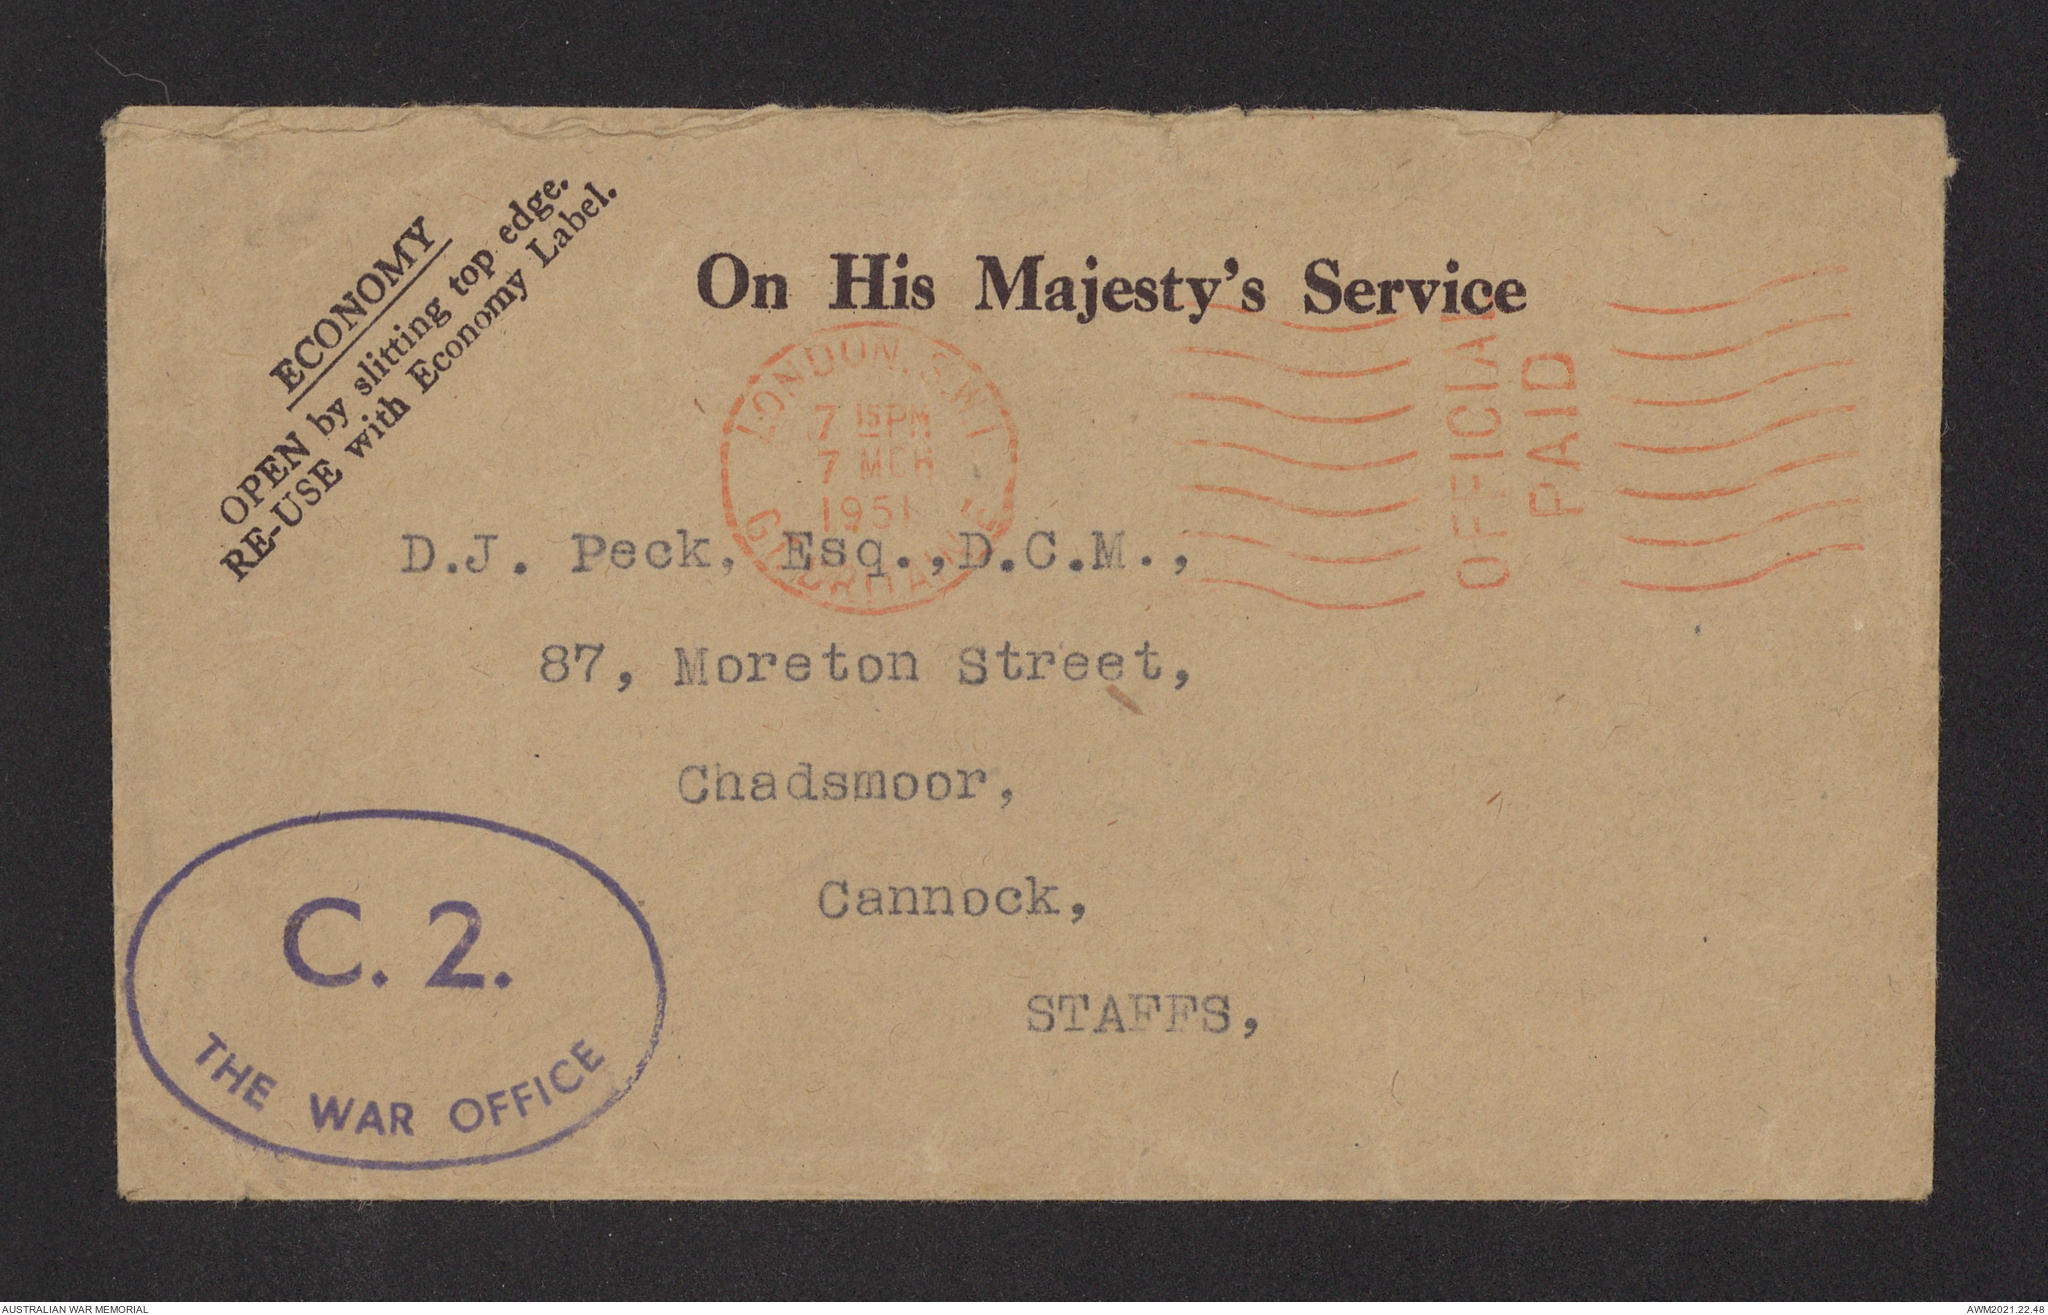 ECONOMY
OPEN by slitting top edge.
RE-USE with Economy Label.
On His Majesty's Service
LONDON. S.W.1
7 15 PM
7 MCH
1951
OFFICIAL
PAID
D.J. Peck, Esq.,D.C.M.,
87, Moreton Street,
Chadsmoor,
Cannock,
STAFFS,
C. 2.
THE WAR OFFICE
AUSTRALIAN WAR MEMORIAL
AWM2021.22.48